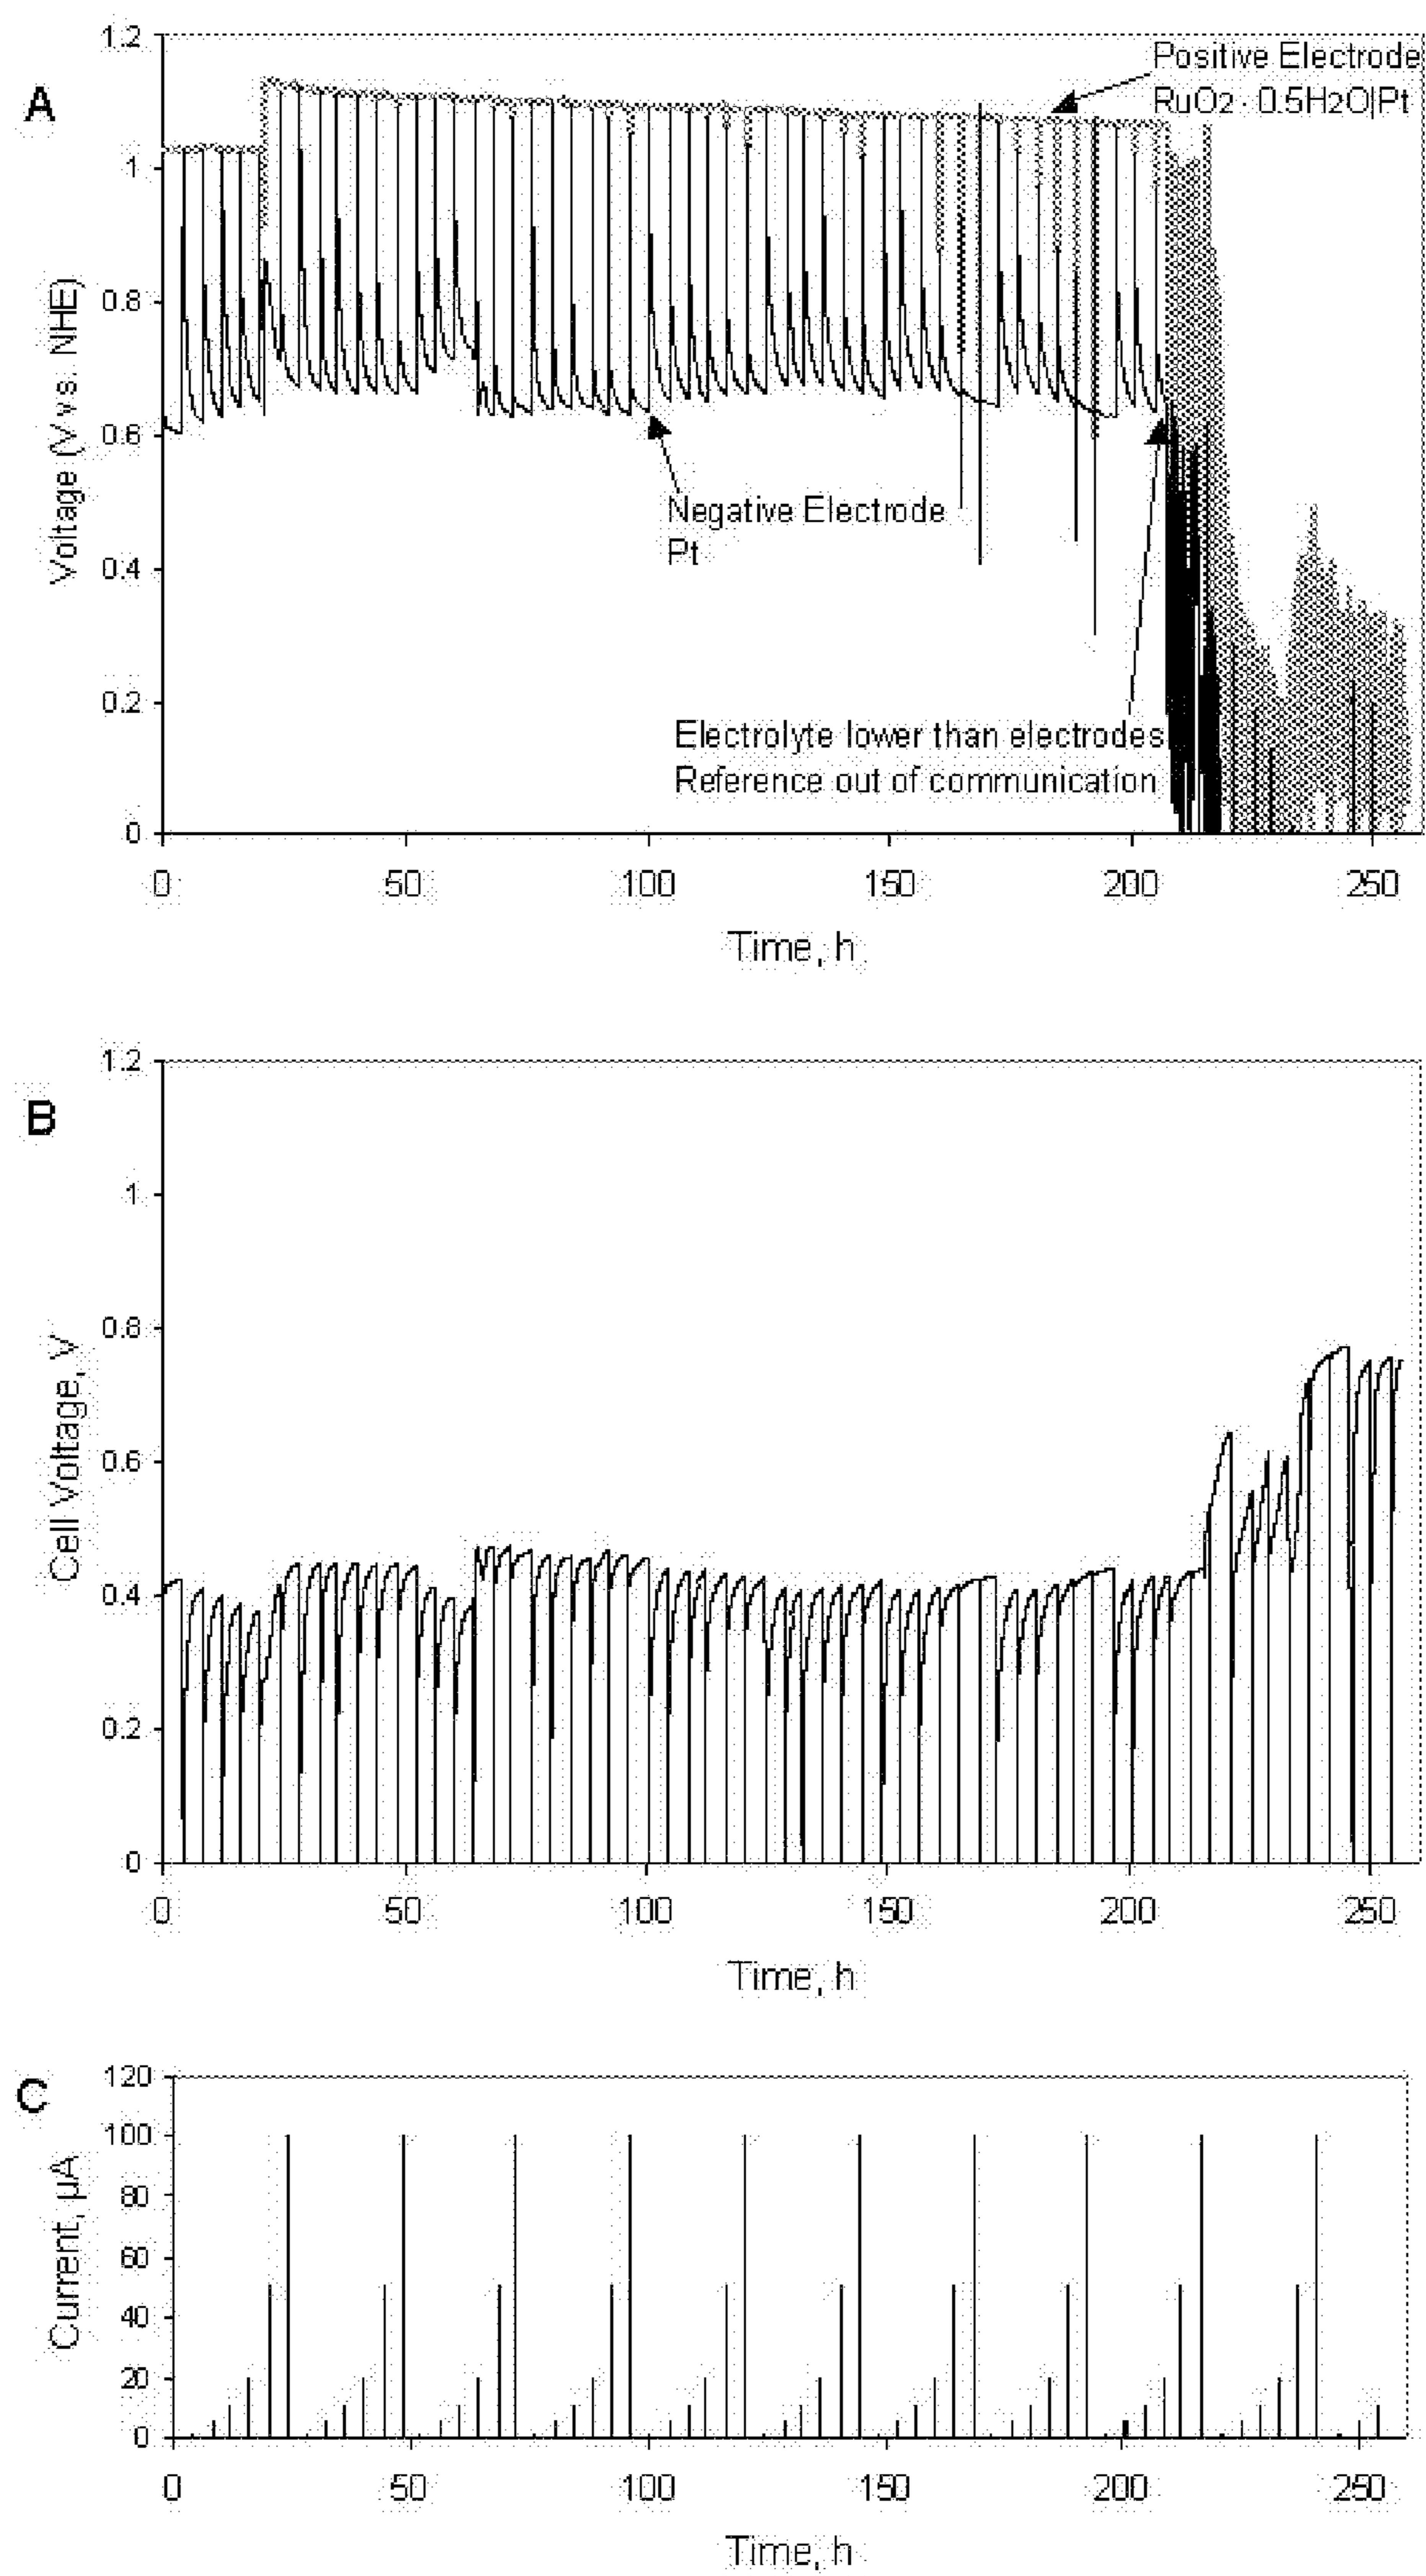 A
Voltage (V vs. NHE)
1.2
1
0.8
0.6
0.4
0.2
0
Positive Electrode
RuO2 · 0.5H2O|Pt
Negative Electrode
Pt
Electrolyte lower than electrodes
Reference out of communication
0 50 100 150 200 250
Time, h
B
Cell Voltage, V
1.2
1
0.8
0.6
0.4
0.2
0
0 50 100 150 200 250
Time, h
C
Current, µA
120
100
80
60
40
20
0
0 50 100 150 200 250
Time, h